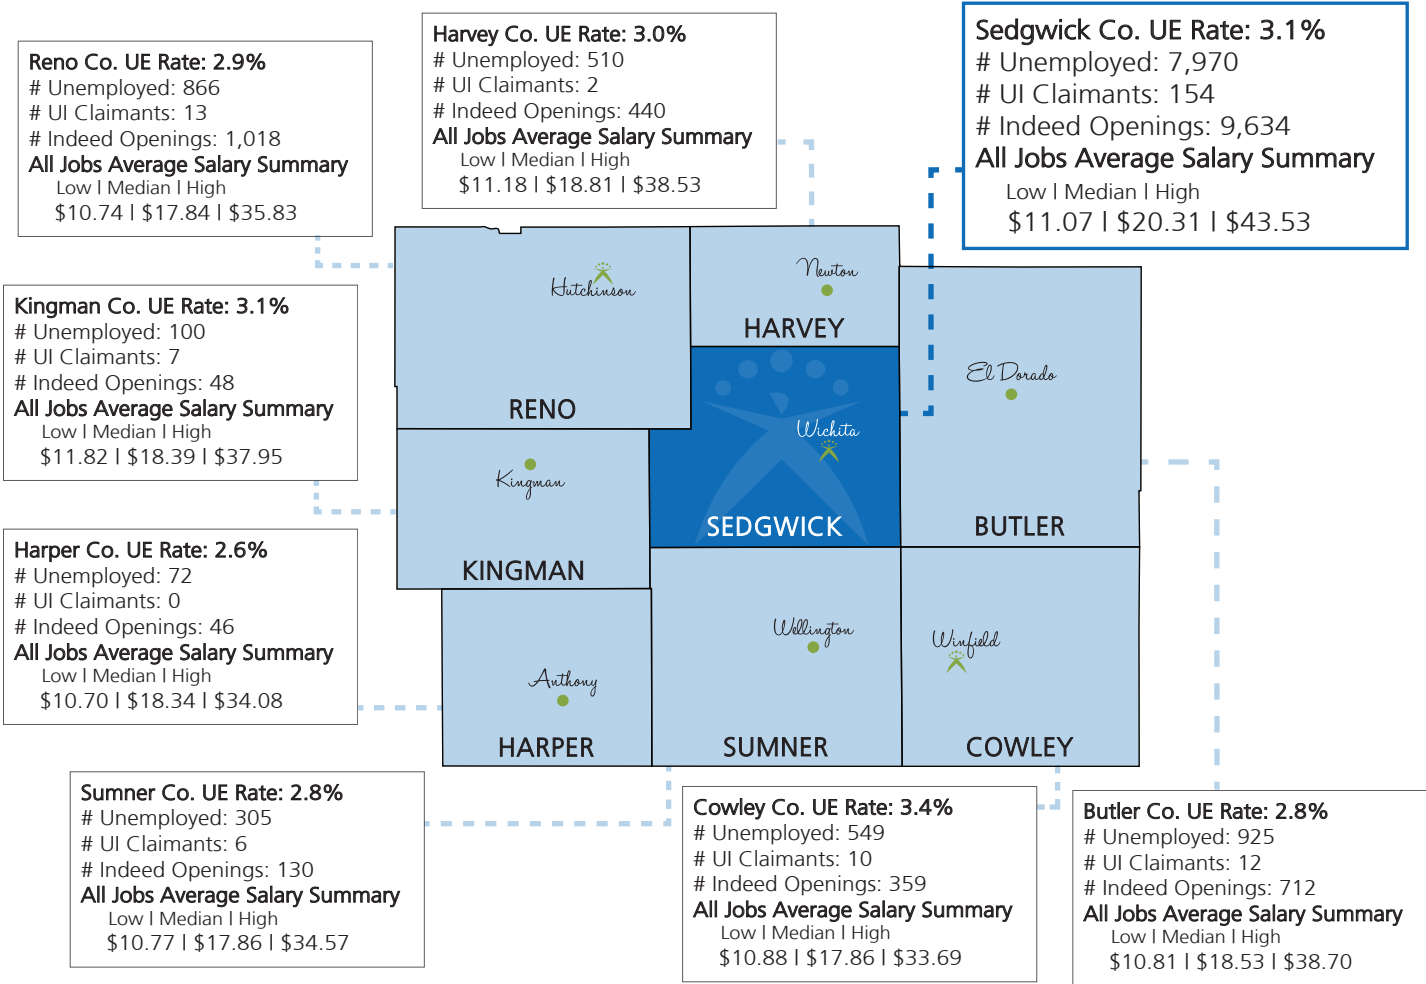 Reno Co. UE Rate: 2.9%
# Unemployed: 866
# UI Claimants: 13
# Indeed Openings: 1,018
All Jobs Average Salary Summary
Low l Median l High
$10.74 l $17.84 l $35.83
Harvey Co. UE Rate: 3.0%
# Unemployed: 510
# UI Claimants: 2
# Indeed Openings: 440
All Jobs Average Salary Summary
Low l Median l High
$11.18 l $18.81 l $38.53
Sedgwick Co. UE Rate: 3.1%
# Unemployed: 7,970
# UI Claimants: 154
# Indeed Openings: 9,634
All Jobs Average Salary Summary
Low l Median l High
$11.07 l $20.31 l $43.53
Kingman Co. UE Rate: 3.1%
# Unemployed: 100
# UI Claimants: 7
# Indeed Openings: 48
All Jobs Average Salary Summary
Low l Median l High
$11.82 l $18.39 l $37.95
Harper Co. UE Rate: 2.6%
# Unemployed: 72
# UI Claimants: 0
# Indeed Openings: 46
All Jobs Average Salary Summary
Low l Median l High
$10.70 l $18.34 l $34.08
Hutchinson
RENO
Newton
HARVEY
El Dorado
BUTLER
Wichita
SEDGWICK
Kingman
KINGMAN
Anthony
HARPER
Wellington
SUMNER
Winfield
COWLEY
Sumner Co. UE Rate: 2.8%
# Unemployed: 305
# UI Claimants: 6
# Indeed Openings: 130
All Jobs Average Salary Summary
Low l Median l High
$10.77 l $17.86 l $34.57
Cowley Co. UE Rate: 3.4%
# Unemployed: 549
# UI Claimants: 10
# Indeed Openings: 359
All Jobs Average Salary Summary
Low l Median l High
$10.88 l $17.86 l $33.69
Butler Co. UE Rate: 2.8%
# Unemployed: 925
# UI Claimants: 12
# Indeed Openings: 712
All Jobs Average Salary Summary
Low l Median l High
$10.81 l $18.53 l $38.70